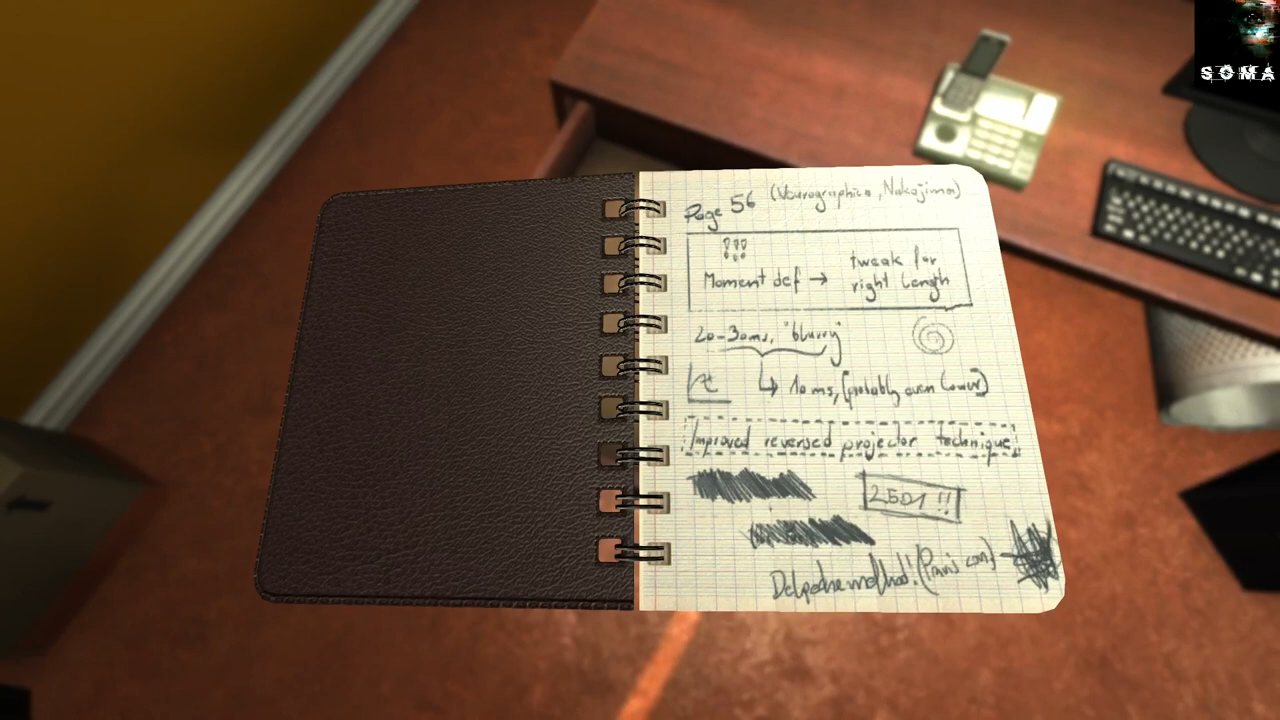 SOMA
Page 56 (Neurographics, Nakajima)
???
Moment def → tweak for
right length
20-30ms, "blurry"
↳ 10 ms, (probably even lower)
Improved reversed projector technique
2501 !!
method! (Paris con)